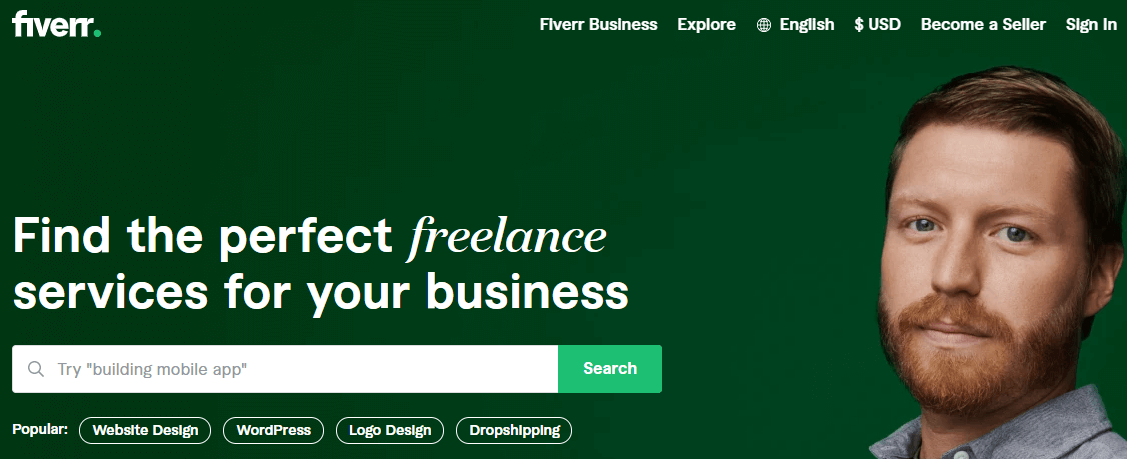 fiverr.
Fiverr Business Explore English $ USD Become a Seller Sign In
Find the perfect freelance
services for your business
Try "building mobile app" Search
Popular: Website Design WordPress Logo Design Dropshipping